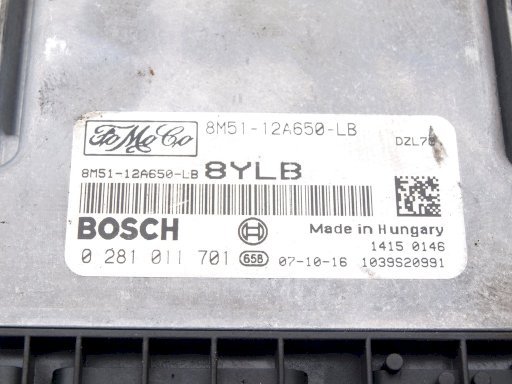 FoMoCo 8M51-12A650-LB
8M51-12A650-LB 8YLB
BOSCH Made in Hungary
1415 0146
0 281 011 701 65B 07-10-16 1039S20991